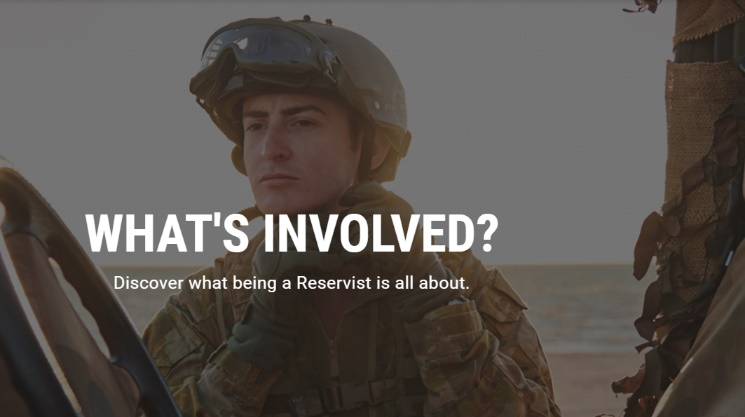 WHAT'S INVOLVED?
Discover what being a Reservist is all about.